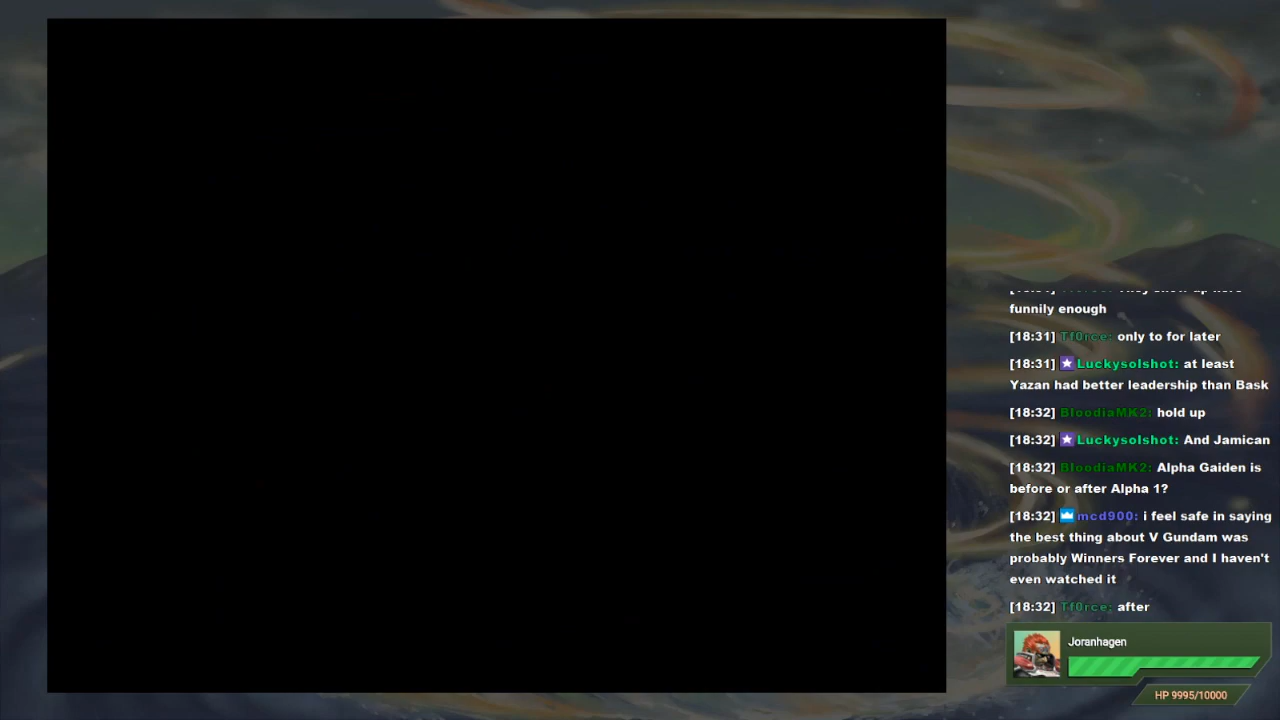 funnily enough
[18:31] Tf0rce: only to for later
[18:31] Luckysolshot: at least
Yazan had better leadership than Bask
[18:32] BloodiaMK2: hold up
[18:32] Luckysolshot: And Jamican
[18:32] BloodiaMK2: Alpha Gaiden is
before or after Alpha 1?
[18:32] mcd900: i feel safe in saying
the best thing about V Gundam was
probably Winners Forever and I haven't
even watched it
[18:32] Tf0rce: after
Joranhagen
HP 9995/10000